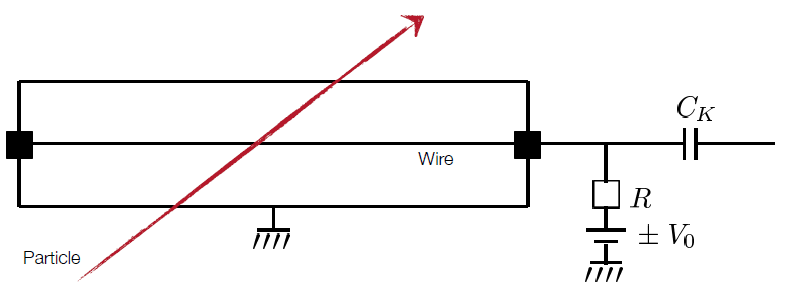 C_K
Wire
R
± V_0
Particle